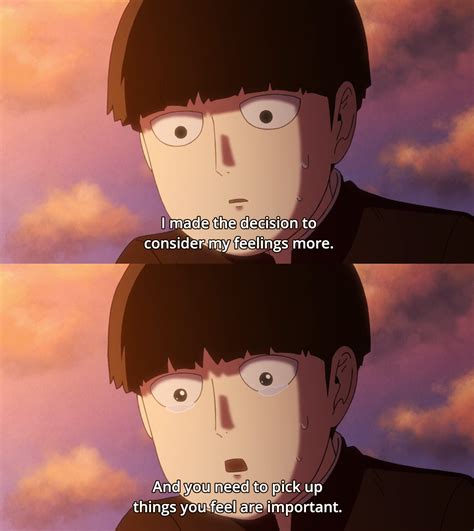 I made the decision to
consider my feelings more.
And you need to pick up
things you feel are important.